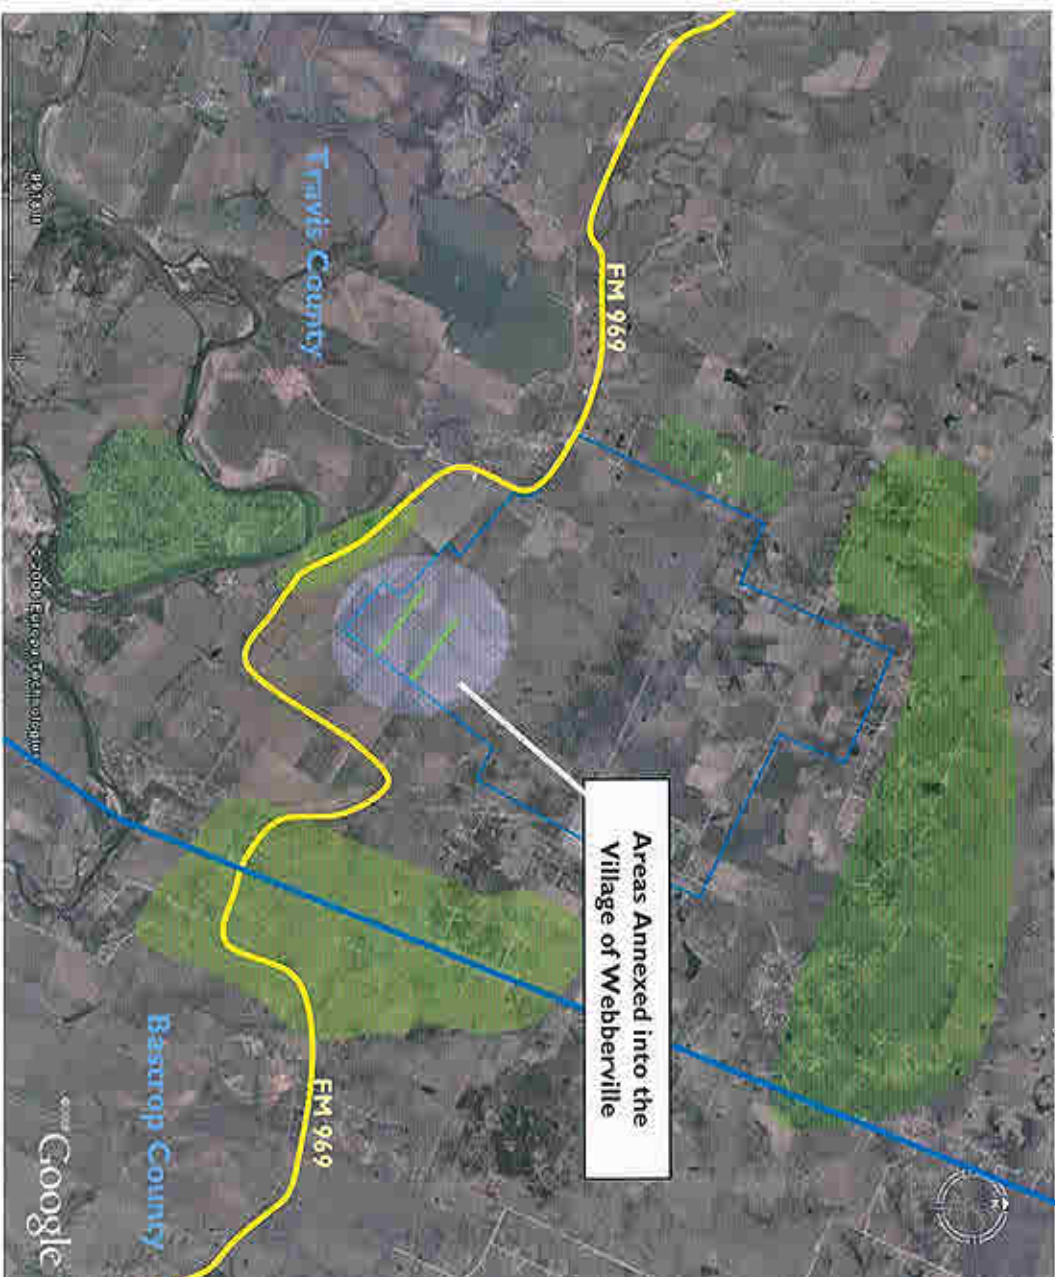 FM 969
Travis County
Areas Annexed into the
Village of Webberville
FM 969
Bastrop County
Google